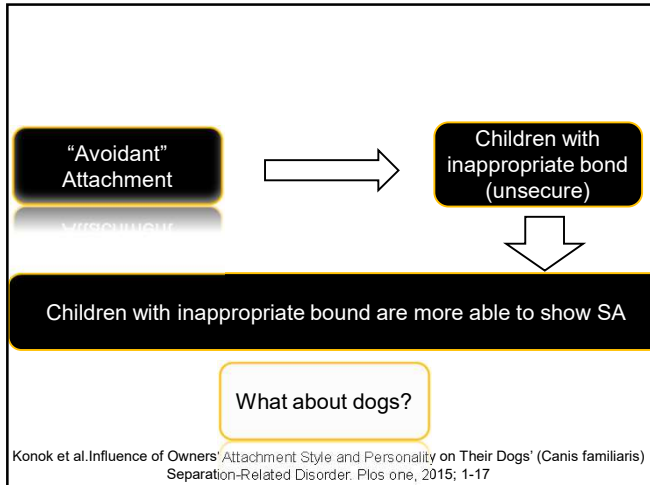 “Avoidant”
Attachment
Children with
inappropriate bond
(unsecure)
Children with inappropriate bound are more able to show SA
What about dogs?
Konok et al.Influence of Owners’ Attachment Style and Personality on Their Dogs’ (Canis familiaris)
Separation-Related Disorder. Plos one, 2015; 1-17